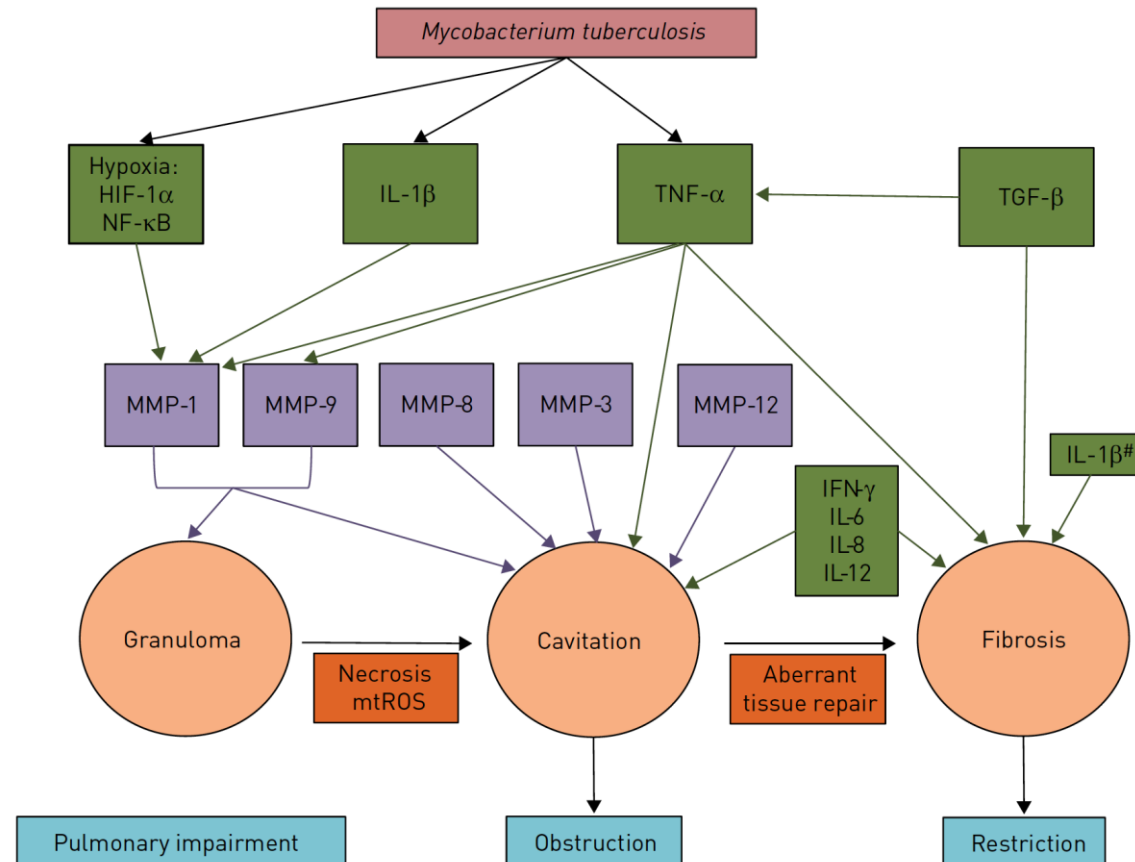 Mycobacterium tuberculosis
Hypoxia:
HIF-1α
NF-κB
IL-1β
TNF-α
TGF-β
MMP-1
MMP-9
MMP-8
MMP-3
MMP-12
IL-1β#
IFN-γ
IL-6
IL-8
IL-12
Granuloma
Necrosis
mtROS
Cavitation
Aberrant
tissue repair
Fibrosis
Pulmonary impairment
Obstruction
Restriction